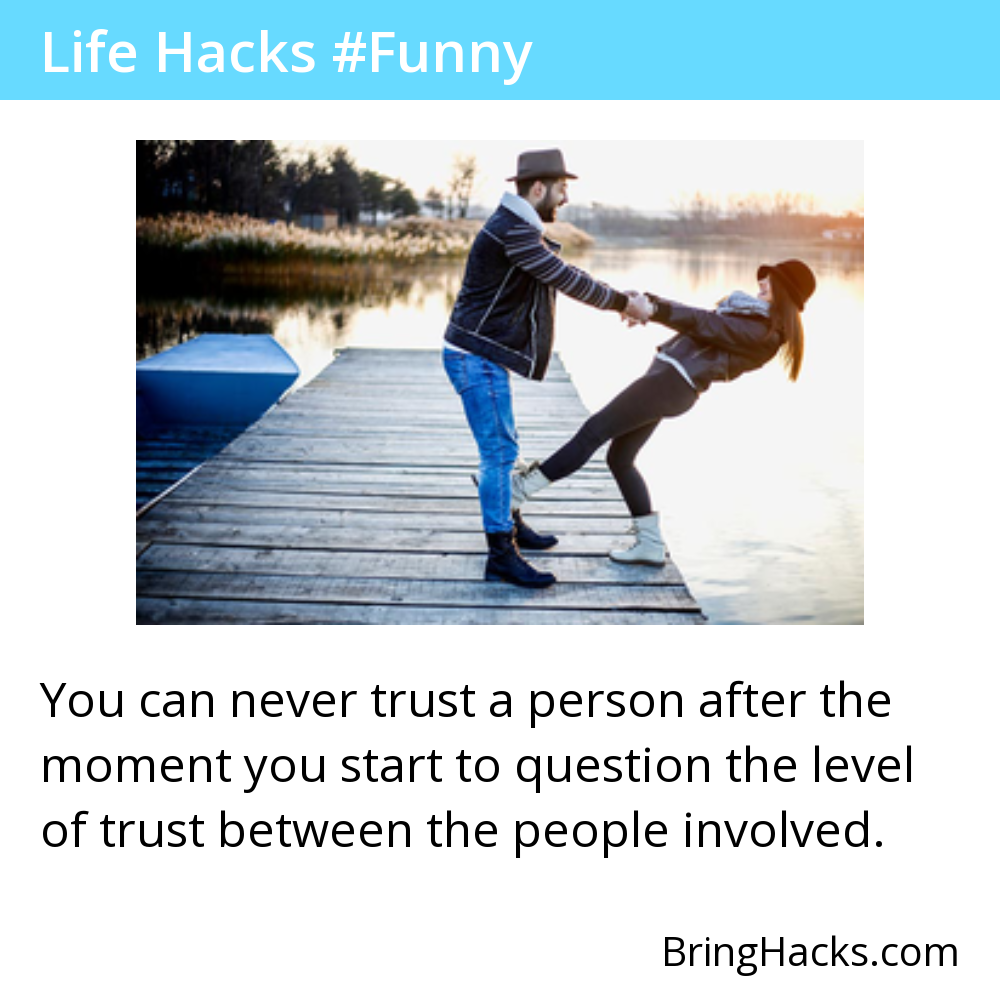 Life Hacks #Funny
You can never trust a person after the
moment you start to question the level
of trust between the people involved.
BringHacks.com